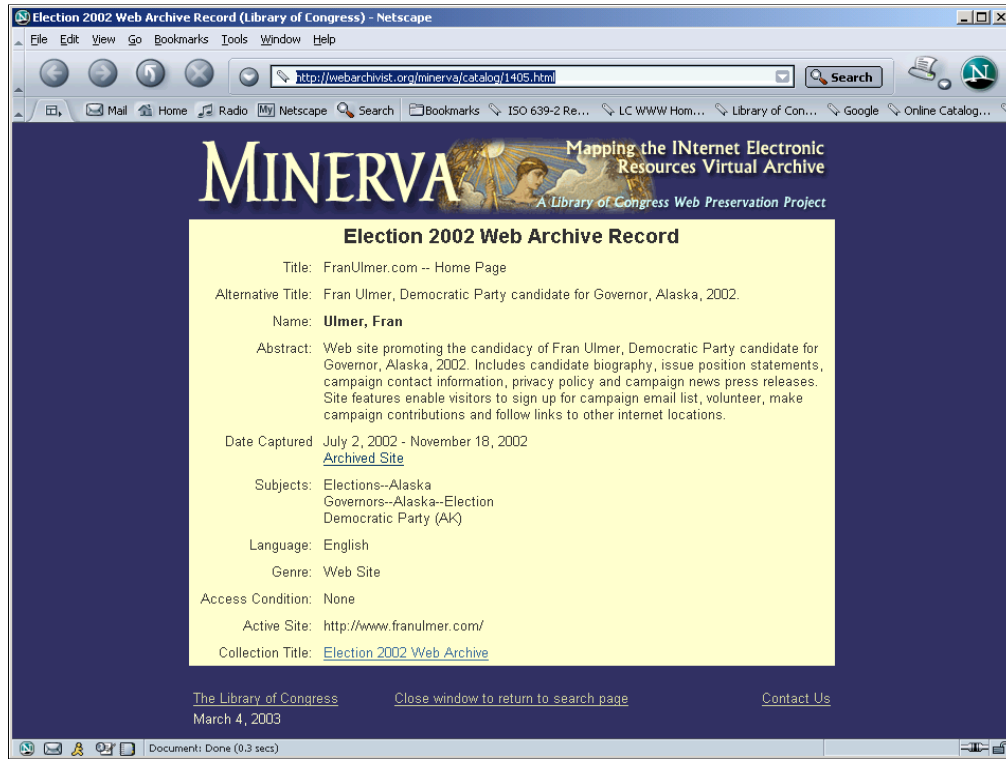 Election 2002 Web Archive Record (Library of Congress) - Netscape
File Edit View Go Bookmarks Tools Window Help
http://webarchivist.org/minerva/catalog/1405.html Search
Mail Home Radio My Netscape Search Bookmarks ISO 639-2 Re... LC WWW Hom... Library of Con... Google Online Catalog...
MINERVA
Mapping the INternet Electronic
Resources Virtual Archive
A Library of Congress Web Preservation Project
Election 2002 Web Archive Record
Title: FranUlmer.com -- Home Page
Alternative Title: Fran Ulmer, Democratic Party candidate for Governor, Alaska, 2002.
Name: Ulmer, Fran
Abstract: Web site promoting the candidacy of Fran Ulmer, Democratic Party candidate for
Governor, Alaska, 2002. Includes candidate biography, issue position statements,
campaign contact information, privacy policy and campaign news press releases.
Site features enable visitors to sign up for campaign email list, volunteer, make
campaign contributions and follow links to other internet locations.
Date Captured July 2, 2002 - November 18, 2002
Archived Site
Subjects: Elections--Alaska
Governors--Alaska--Election
Democratic Party (AK)
Language: English
Genre: Web Site
Access Condition: None
Active Site: http://www.franulmer.com/
Collection Title: Election 2002 Web Archive
The Library of Congress Close window to return to search page Contact Us
March 4, 2003
Document: Done (0.3 secs)